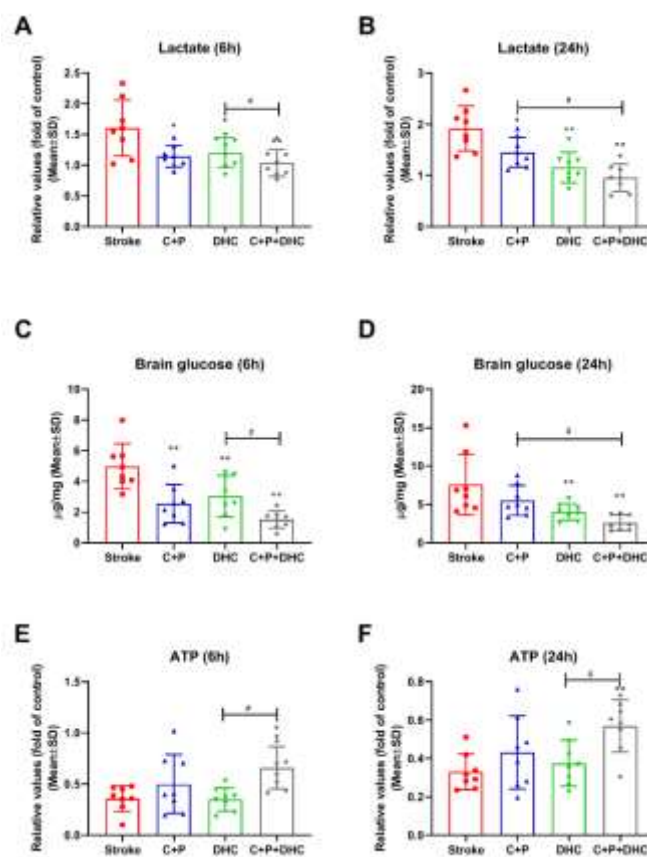 A
Lactate (6h)
Relative values (fold of control)
(Mean±SD)
2.5
2.0
1.5
1.0
0.5
0.0
*
*
**
#
Stroke
C+P
DHC
C+P+DHC
B
Lactate (24h)
Relative values (fold of control)
(Mean±SD)
3
2
1
0
*
**
**
#
Stroke
C+P
DHC
C+P+DHC
C
Brain glucose (6h)
μg/mg (Mean±SD)
10
8
6
4
2
0
**
**
**
#
Stroke
C+P
DHC
C+P+DHC
D
Brain glucose (24h)
μg/mg (Mean±SD)
20
15
10
5
0
**
**
#
Stroke
C+P
DHC
C+P+DHC
E
ATP (6h)
Relative values (fold of control)
(Mean±SD)
1.5
1.0
0.5
0.0
#
Stroke
C+P
DHC
C+P+DHC
F
ATP (24h)
Relative values (fold of control)
(Mean±SD)
0.8
0.6
0.4
0.2
0.0
**
#
Stroke
C+P
DHC
C+P+DHC